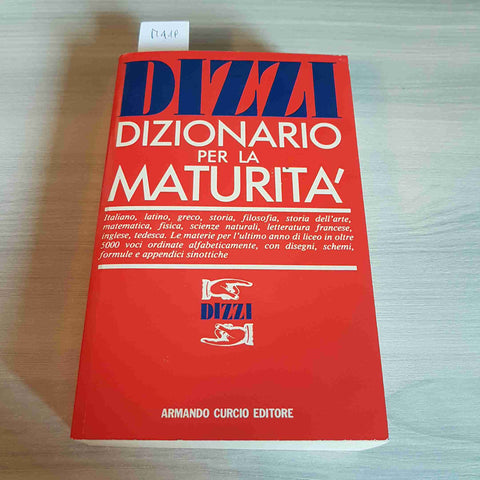 DIZZI
DIZIONARIO
PER LA
MATURITA'
Italiano, latino, greco, storia, filosofia, storia dell'arte,
matematica, fisica, scienze naturali, letteratura francese,
inglese, tedesca. Le materie per l'ultimo anno di liceo in oltre
5000 voci ordinate alfabeticamente, con disegni, schemi,
formule e appendici sinottiche
DIZZI
ARMANDO CURCIO EDITORE